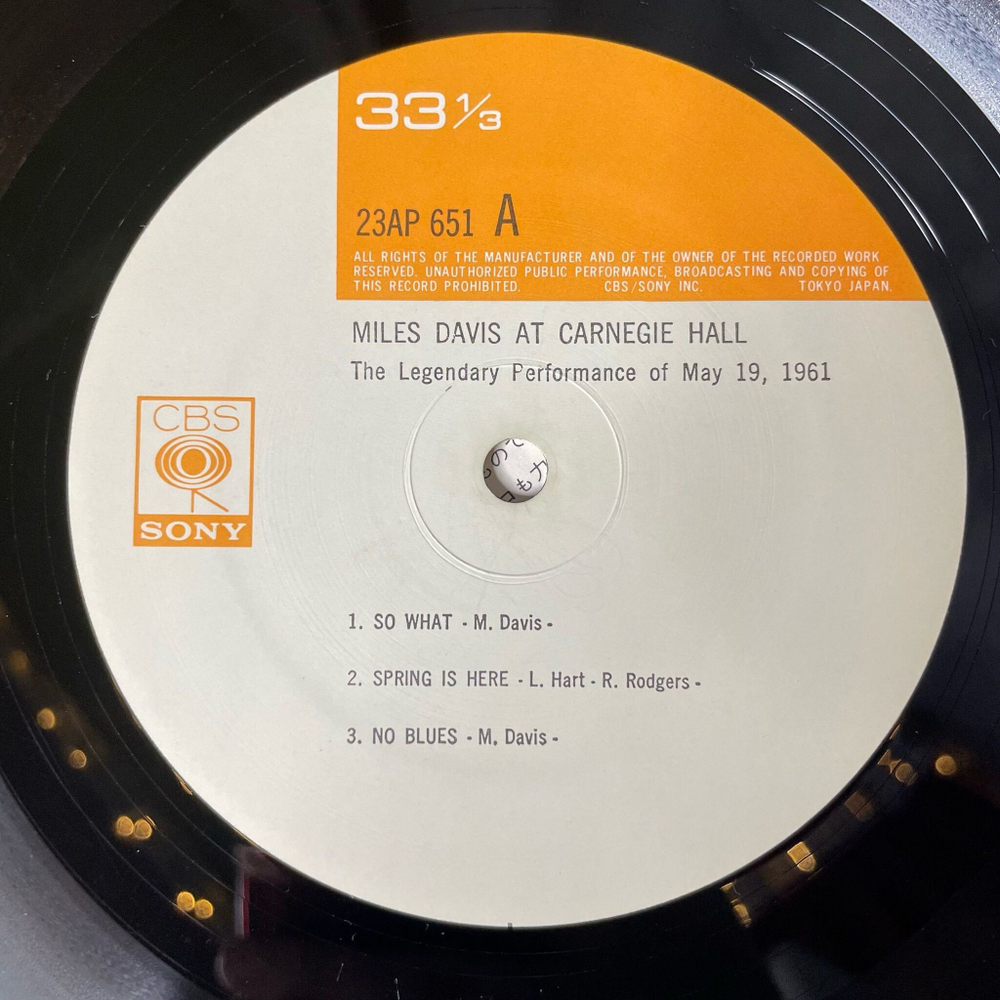 33 1/3
23AP 651 A
ALL RIGHTS OF THE MANUFACTURER AND OF THE OWNER OF THE RECORDED WORK
RESERVED. UNAUTHORIZED PUBLIC PERFORMANCE, BROADCASTING AND COPYING OF
THIS RECORD PROHIBITED. CBS/SONY INC. TOKYO JAPAN.
MILES DAVIS AT CARNEGIE HALL
The Legendary Performance of May 19, 1961
CBS
SONY
1. SO WHAT - M. Davis -
2. SPRING IS HERE - L. Hart - R. Rodgers -
3. NO BLUES - M. Davis -